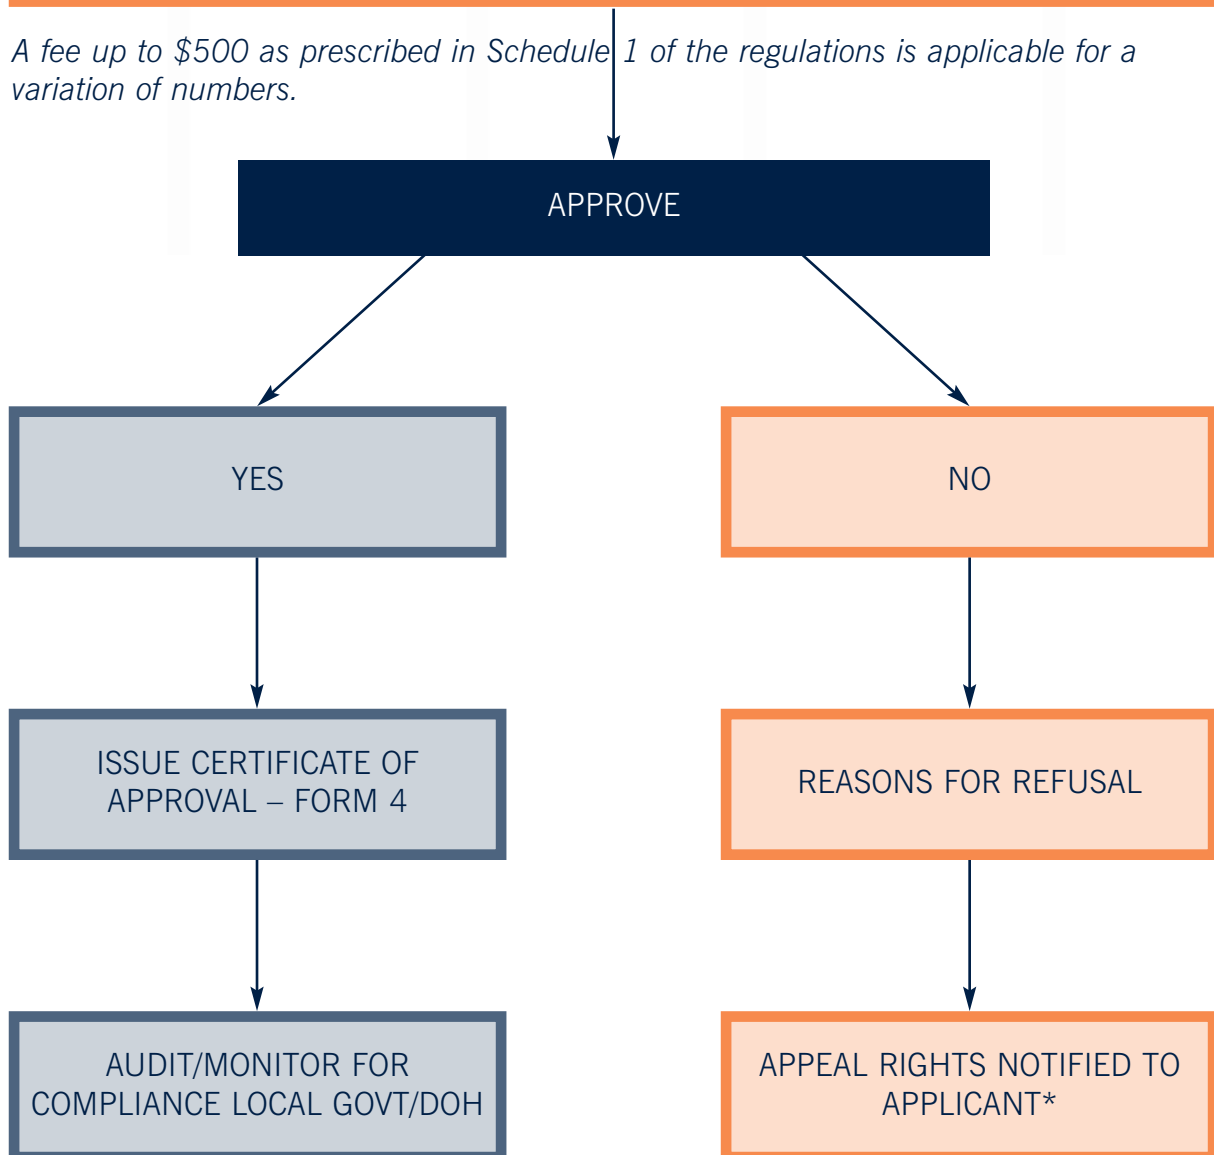 A fee up to $500 as prescribed in Schedule 1 of the regulations is applicable for a
variation of numbers.
APPROVE
YES
NO
ISSUE CERTIFICATE OF
APPROVAL – FORM 4
REASONS FOR REFUSAL
AUDIT/MONITOR FOR
COMPLIANCE LOCAL GOVT/DOH
APPEAL RIGHTS NOTIFIED TO
APPLICANT*